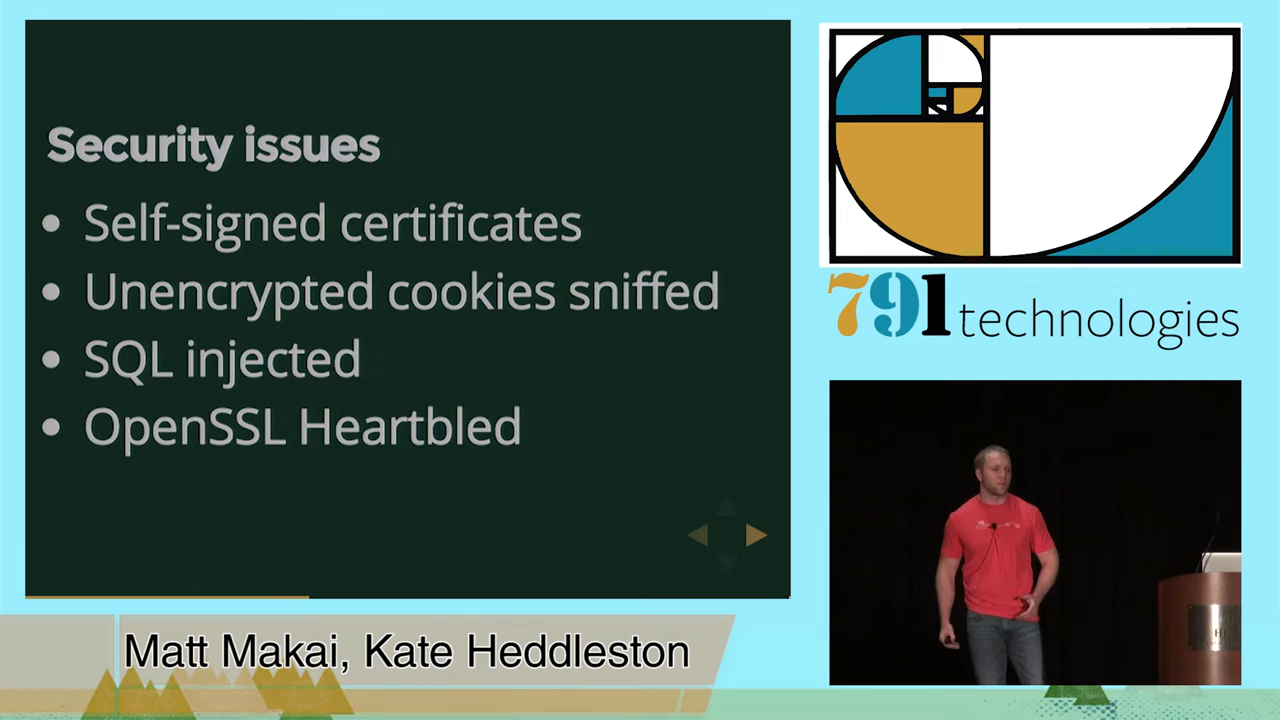 Security issues
• Self-signed certificates
• Unencrypted cookies sniffed
• SQL injected
• OpenSSL Heartbled
791 technologies
Matt Makai, Kate Heddleston